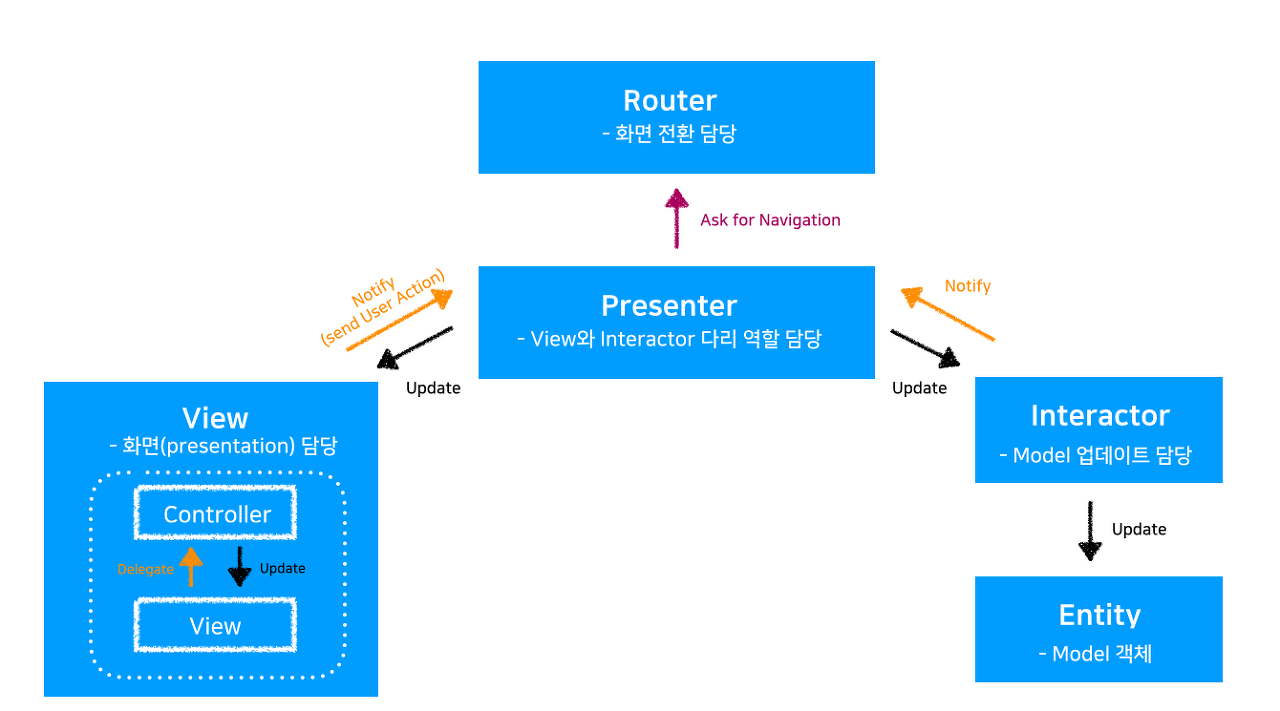 Router
- 화면 전환 담당
Ask for Navigation
Notify
(send User Action)
Presenter
- View와 Interactor 다리 역할 담당
Notify
Update
Update
View
- 화면(presentation) 담당
Controller
Delegate
Update
View
Interactor
- Model 업데이트 담당
Update
Entity
- Model 객체